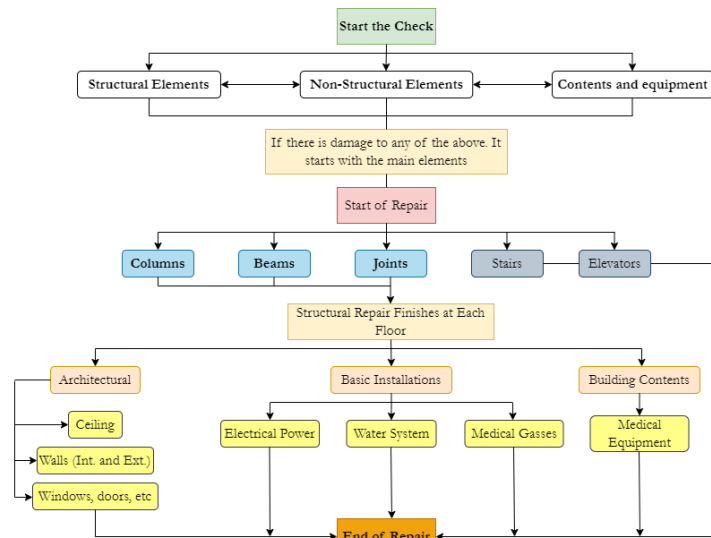 Start the Check
Structural Elements
Non-Structural Elements
Contents and equipment
If there is damage to any of the above. It
starts with the main elements
Start of Repair
Columns
Beams
Joints
Stairs
Elevators
Structural Repair Finishes at Each
Floor
Architectural
Basic Installations
Building Contents
Ceiling
Electrical Power
Water System
Medical Gasses
Medical
Equipment
Walls (Int. and Ext.)
Windows, doors, etc
End of Repair